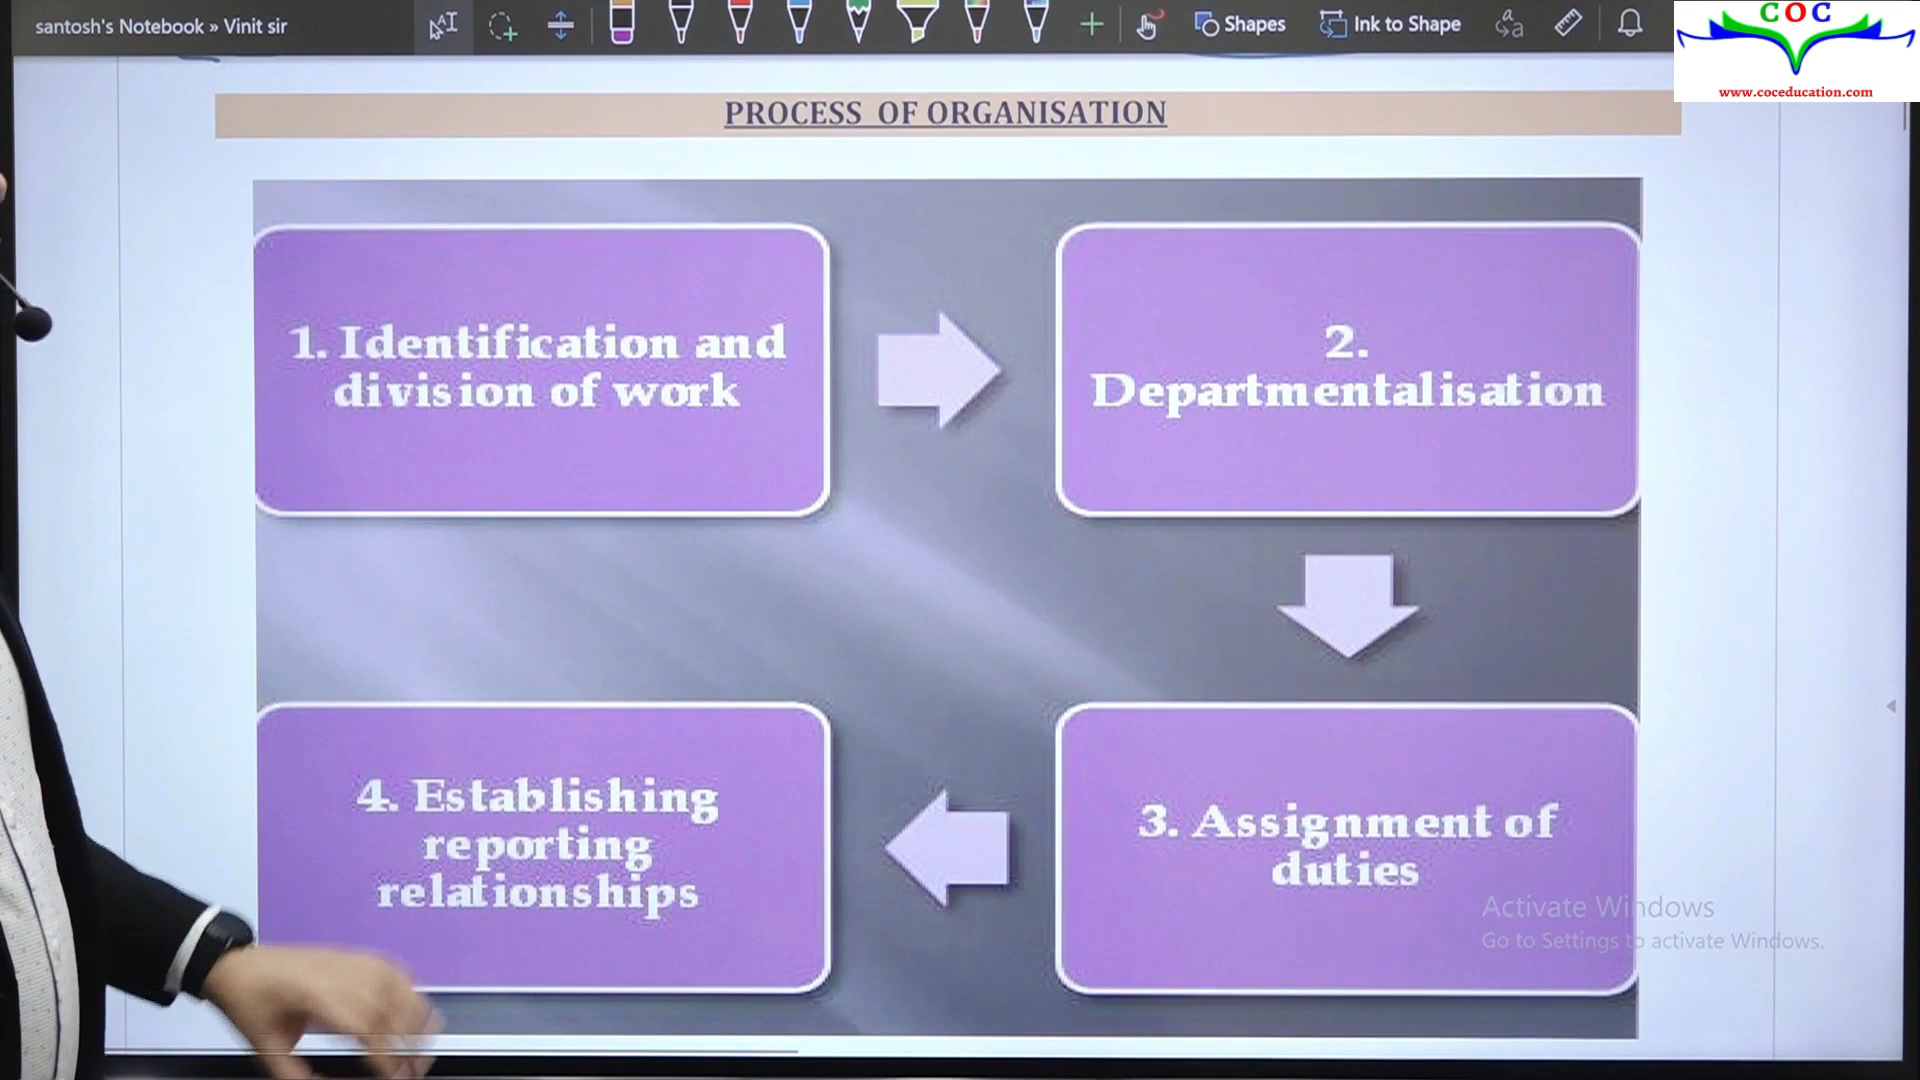 santosh's Notebook » Vinit sir
Shapes
Ink to Shape
COC
www.coceducation.com
PROCESS OF ORGANISATION
1. Identification and
division of work
2.
Departmentalisation
3. Assignment of
duties
4. Establishing
reporting
relationships
Activate Windows
Go to Settings to activate Windows.